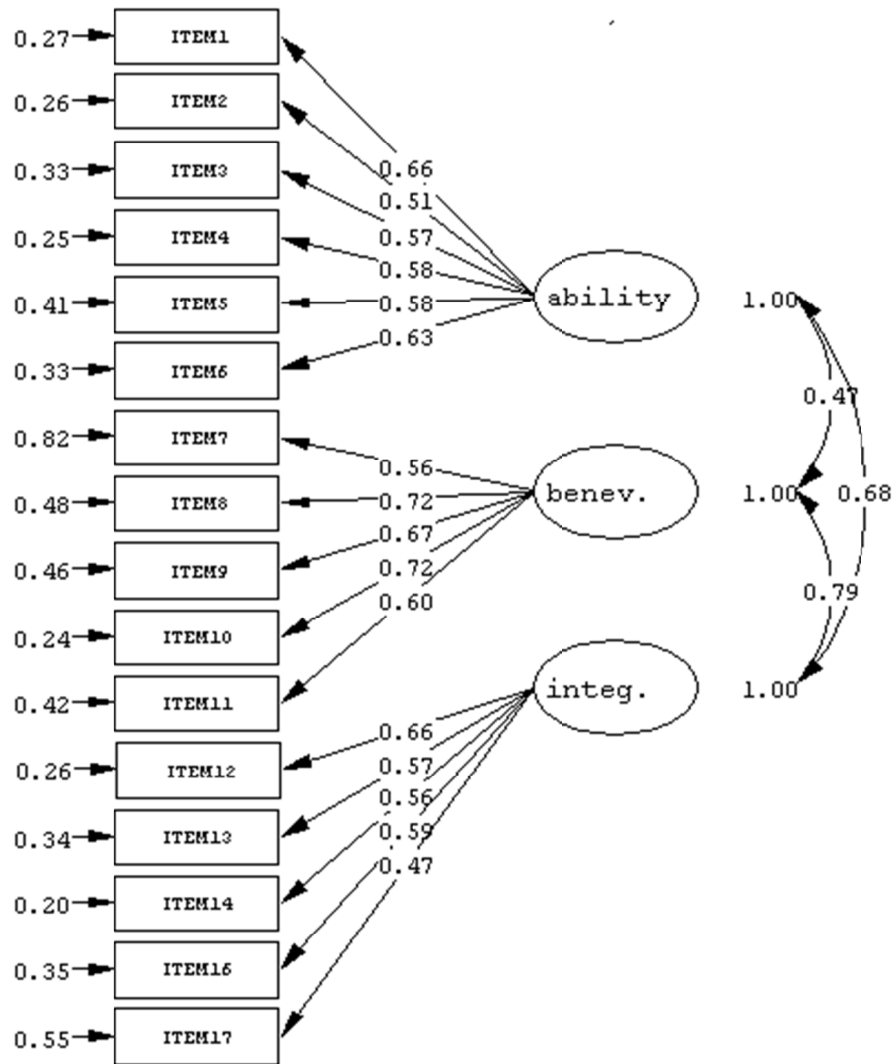 0.27 ITEM1
0.26 ITEM2
0.33 ITEM3 0.66
0.51
0.25 ITEM4 0.57
0.58
0.41 ITEM5 0.58 ability 1.00
0.63
0.33 ITEM6
0.47
0.82 ITEM7
0.56
0.48 ITEM8 0.72 benev. 1.00 0.68
0.67
0.46 ITEM9 0.72
0.60 0.79
0.24 ITEM10
0.42 ITEM11 integ. 1.00
0.66
0.26 ITEM12 0.57
0.56
0.34 ITEM13 0.59
0.47
0.20 ITEM14
0.35 ITEM16
0.55 ITEM17